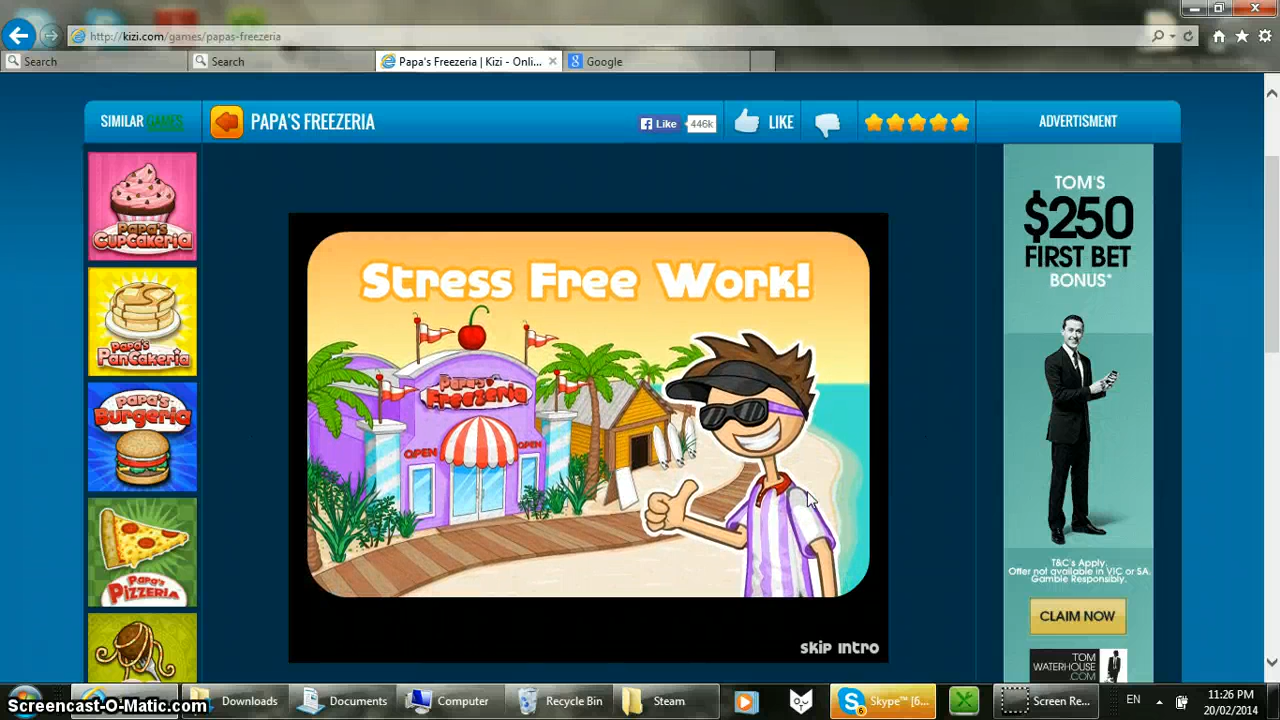 http://kizi.com/games/papas-freezeria
Search
Search
Papa's Freezeria | Kizi - Onli...
Google
SIMILAR GAMES
PAPA'S FREEZERIA
Like
446k
LIKE
ADVERTISMENT
Papa's
Cupcakeria
Papa's
Pancakeria
Papa's
Burgeria
Papa's
Pizzeria
Stress Free Work!
Papa's
Freezeria
OPEN
OPEN
skip intro
TOM'S
$250
FIRST BET
BONUS*
T&C's Apply.
Offer not available in VIC or SA.
Gamble Responsibly.
CLAIM NOW
TOM
WATERHOUSE
.COM
Downloads
Documents
Computer
Recycle Bin
Steam
Skype™ [6...
6
Screen Re...
EN
11:26 PM
20/02/2014
Screencast-O-Matic.com